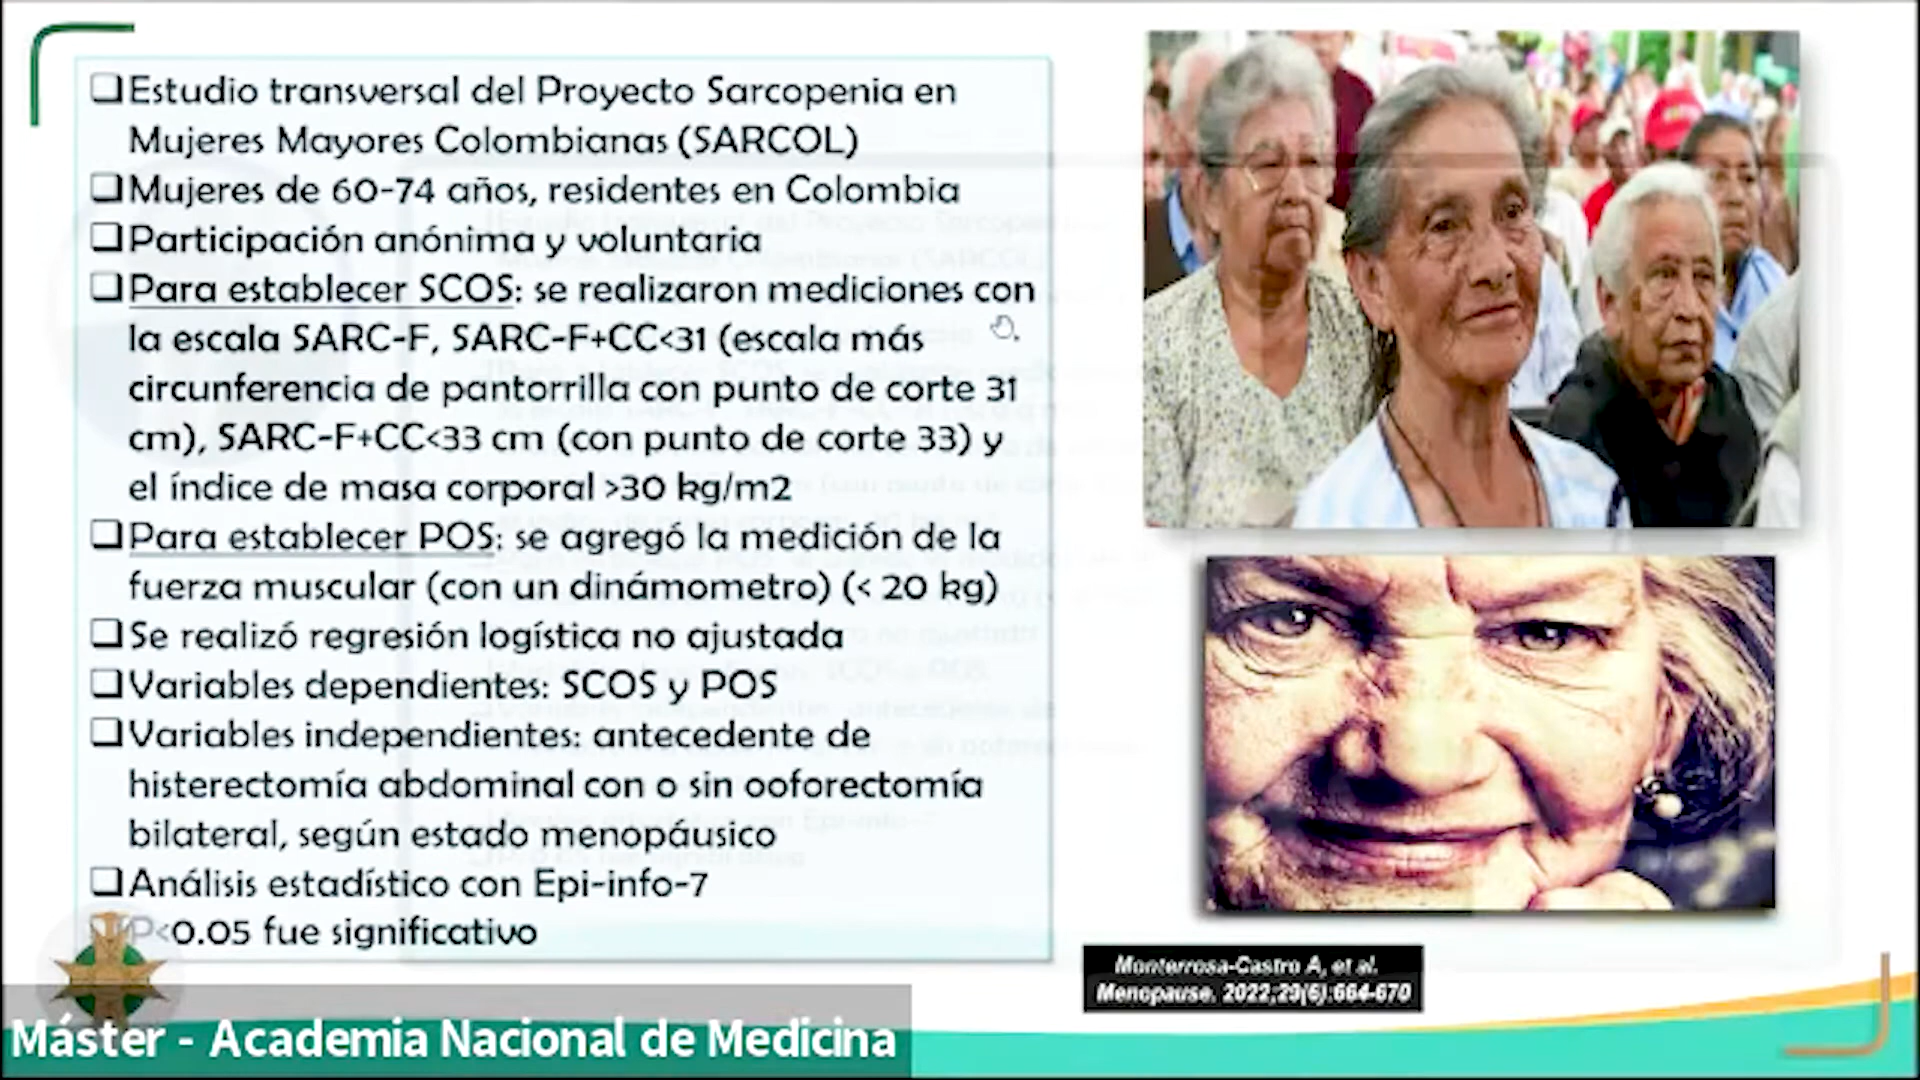 ❑Estudio transversal del Proyecto Sarcopenia en
Mujeres Mayores Colombianas (SARCOL)
❑Mujeres de 60-74 años, residentes en Colombia
❑Participación anónima y voluntaria
❑Para establecer SCOS: se realizaron mediciones con
la escala SARC-F, SARC-F+CC<31 (escala más
circunferencia de pantorrilla con punto de corte 31
cm), SARC-F+CC<33 cm (con punto de corte 33) y
el índice de masa corporal >30 kg/m2
❑Para establecer POS: se agregó la medición de la
fuerza muscular (con un dinámometro) (< 20 kg)
❑Se realizó regresión logística no ajustada
❑Variables dependientes: SCOS y POS
❑Variables independientes: antecedente de
histerectomía abdominal con o sin ooforectomía
bilateral, según estado menopáusico
❑Análisis estadístico con Epi-info-7
P<0.05 fue significativo
Monterrosa-Castro A, et al.
Menopause. 2022;29(6):664-670
Máster - Academia Nacional de Medicina